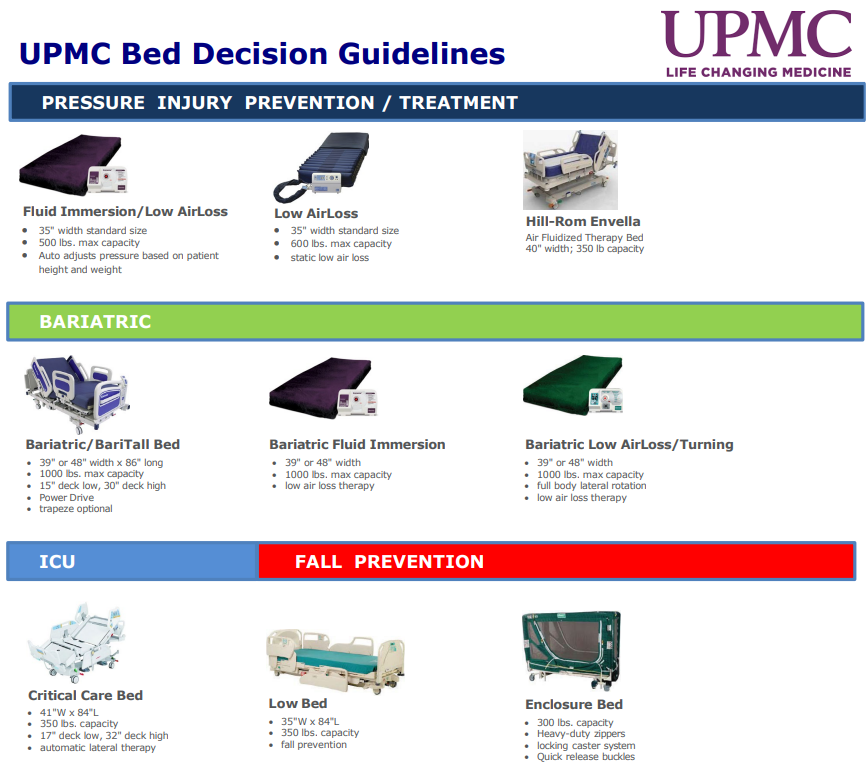 UPMC Bed Decision Guidelines
UPMC
LIFE CHANGING MEDICINE
PRESSURE INJURY PREVENTION / TREATMENT
Fluid Immersion/Low AirLoss
• 35" width standard size
• 500 lbs. max capacity
• Auto adjusts pressure based on patient
height and weight
Low AirLoss
• 35" width standard size
• 600 lbs. max capacity
• static low air loss
Hill-Rom Envella
Air Fluidized Therapy Bed
40" width; 350 lb capacity
BARIATRIC
Bariatric/BariTall Bed
• 39" or 48" width x 86" long
• 1000 lbs. max capacity
• 15" deck low, 30" deck high
• Power Drive
• trapeze optional
Bariatric Fluid Immersion
• 39" or 48" width
• 1000 lbs. max capacity
• low air loss therapy
Bariatric Low AirLoss/Turning
• 39" or 48" width
• 1000 lbs. max capacity
• full body lateral rotation
• low air loss therapy
ICU
FALL PREVENTION
Critical Care Bed
• 41"W x 84"L
• 350 lbs. capacity
• 17" deck low, 32" deck high
• automatic lateral therapy
Low Bed
• 35"W x 84"L
• 350 lbs. capacity
• fall prevention
Enclosure Bed
• 300 lbs. capacity
• Heavy-duty zippers
• locking caster system
• Quick release buckles